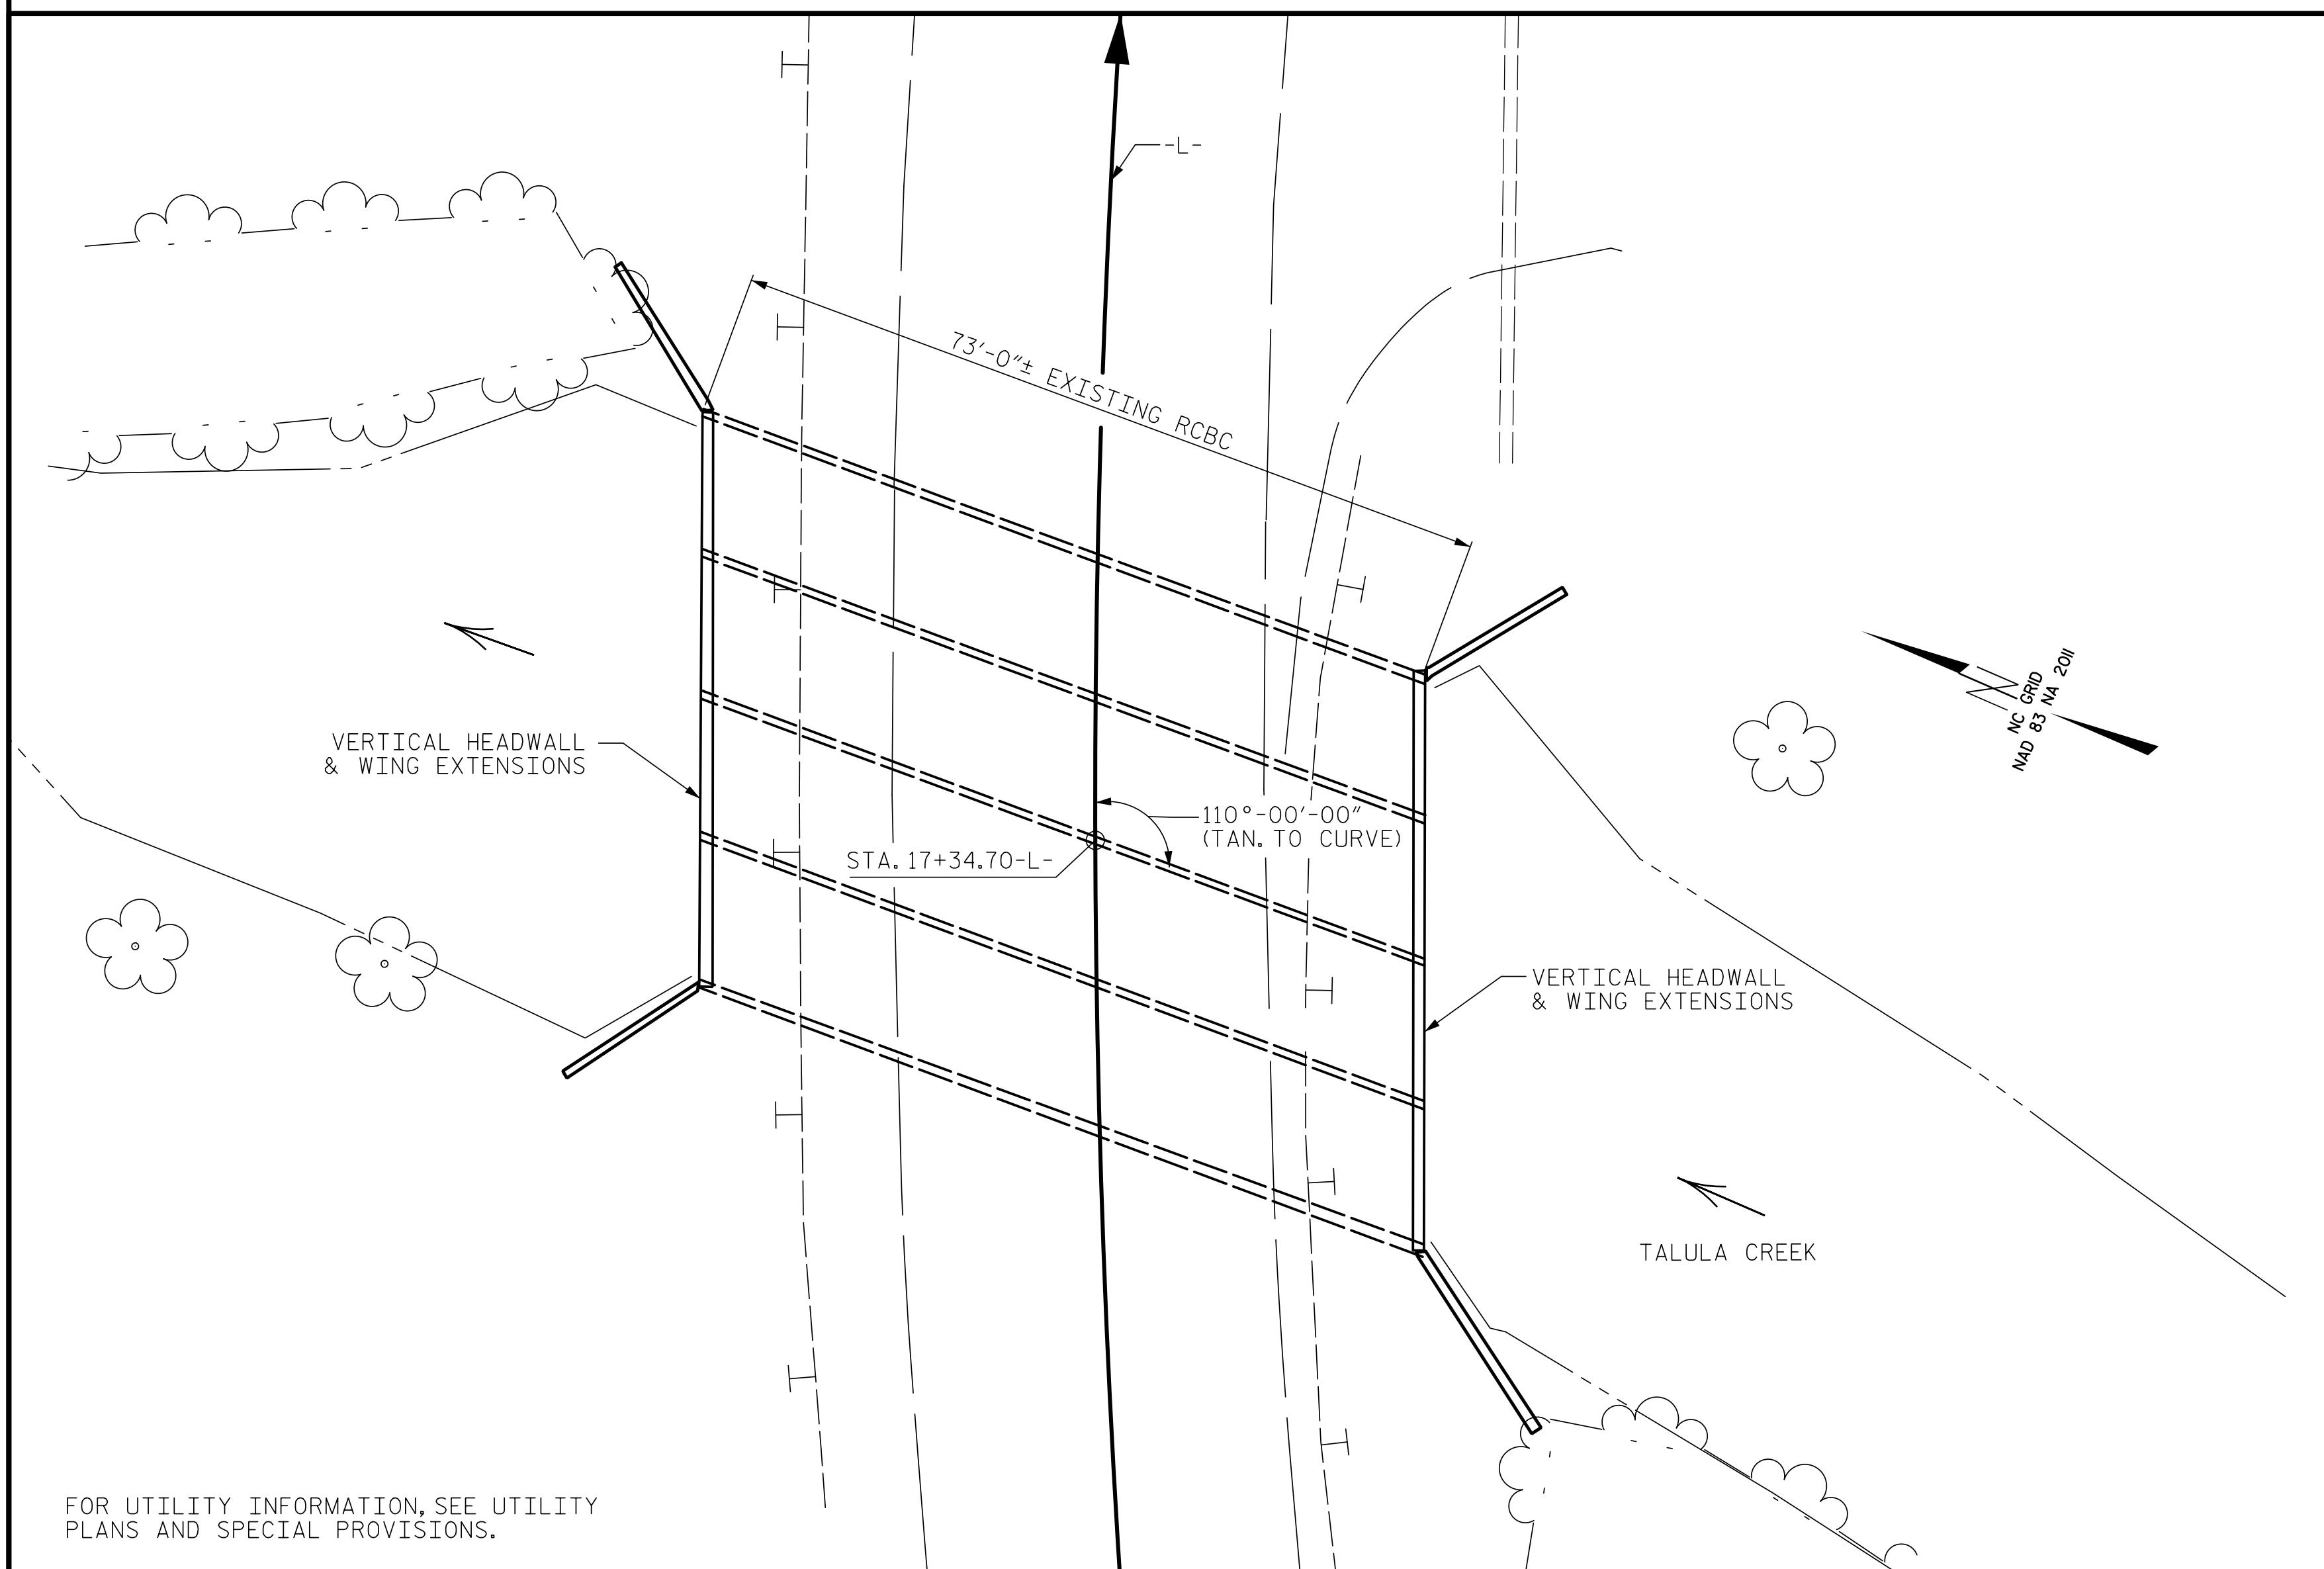 -L-
73'-0"± EXISTING RCBC
NC GRID
NAD 83 NA 2011
VERTICAL HEADWALL
& WING EXTENSIONS
110°-00'-00"
(TAN. TO CURVE)
STA. 17+34.70-L-
VERTICAL HEADWALL
& WING EXTENSIONS
TALULA CREEK
FOR UTILITY INFORMATION, SEE UTILITY
PLANS AND SPECIAL PROVISIONS.